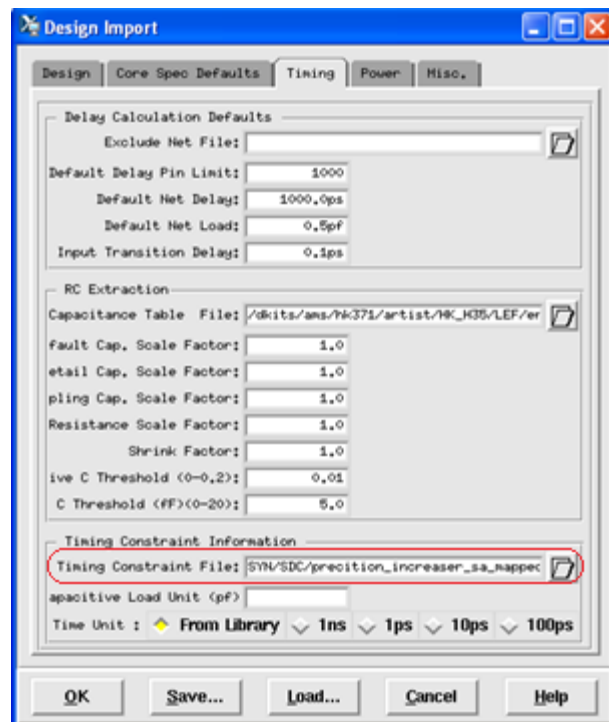 Design Import
Design Core Spec Defaults Timing Power Misc.
Delay Calculation Defaults
Exclude Net File:
Default Delay Pin Limit: 1000
Default Net Delay: 1000.0ps
Default Net Load: 0.5pf
Input Transition Delay: 0.1ps
RC Extraction
Capacitance Table File: /dkits/ams/hk371/artist/HK_H35/LEF/er
fault Cap. Scale Factor: 1.0
etail Cap. Scale Factor: 1.0
pling Cap. Scale Factor: 1.0
Resistance Scale Factor: 1.0
Shrink Factor: 1.0
ive C Threshold (0-0.2): 0.01
C Threshold (fF)(0-20): 5.0
Timing Constraint Information
Timing Constraint File: SYN/SDC/precition_increaser_sa_mapped
apacitive Load Unit (pf)
Time Unit : From Library 1ns 1ps 10ps 100ps
OK Save... Load... Cancel Help